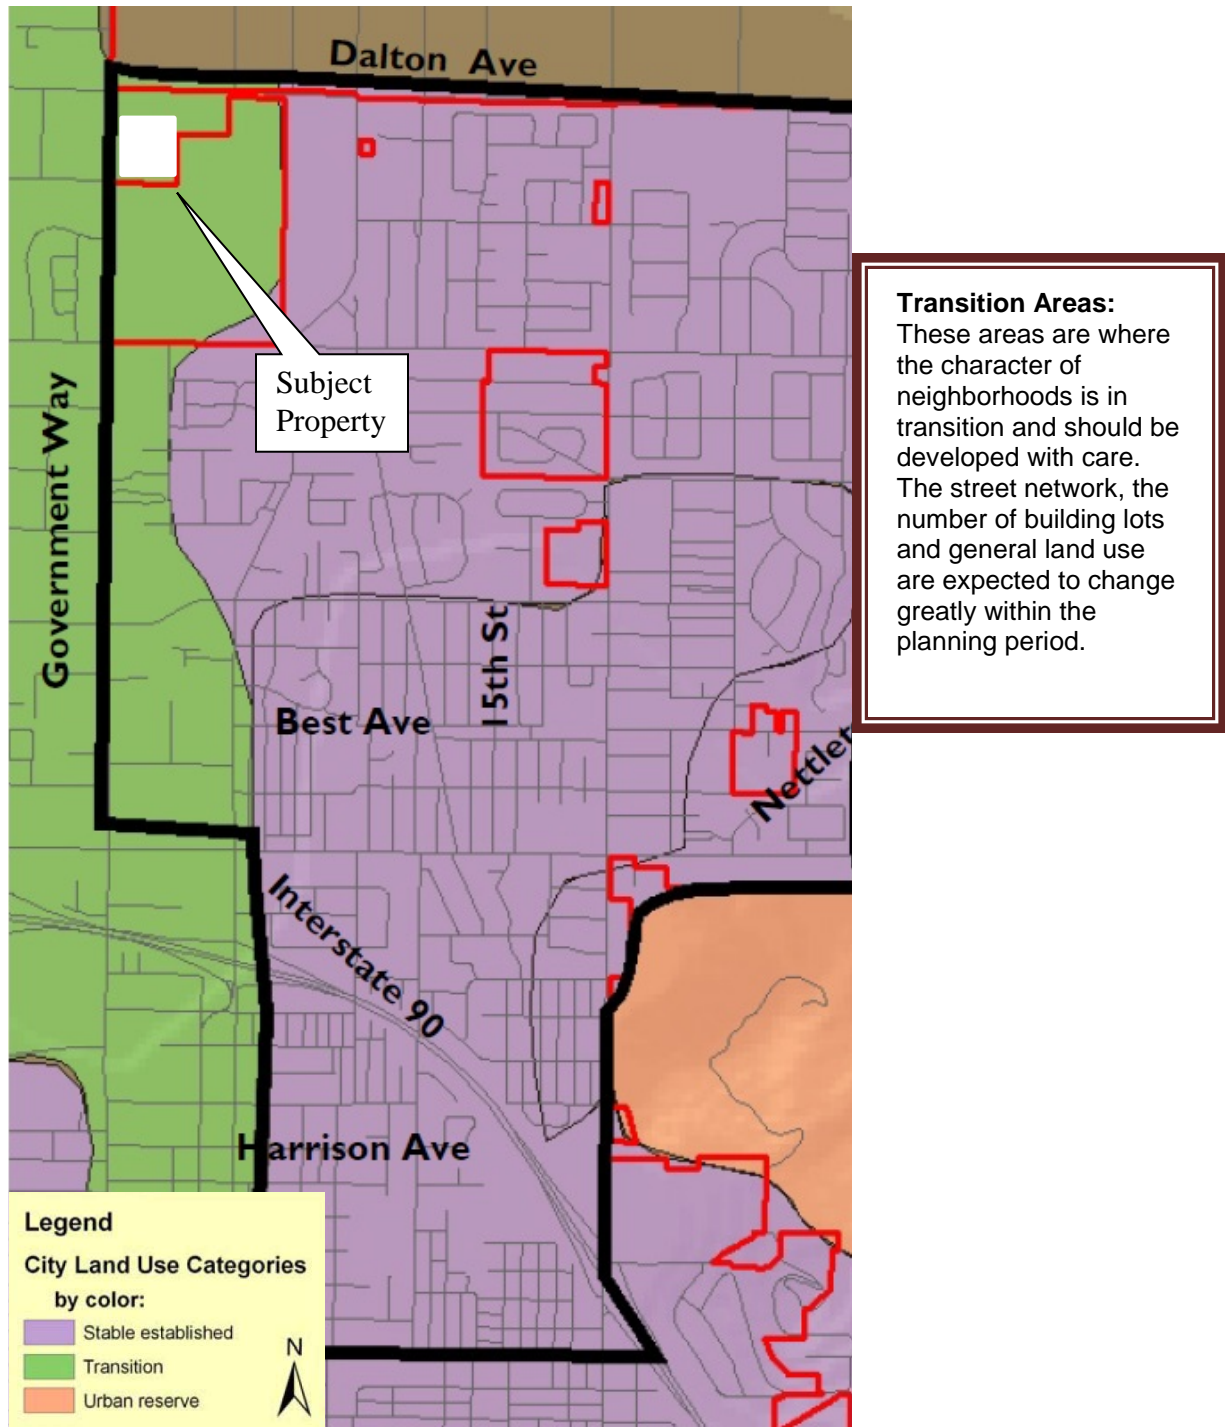 Dalton Ave
Subject
Property
Government Way
15th St
Best Ave
Nettlet
Interstate 90
Harrison Ave
Legend
City Land Use Categories
by color:
Stable established
Transition
Urban reserve
N
Transition Areas:
These areas are where
the character of
neighborhoods is in
transition and should be
developed with care.
The street network, the
number of building lots
and general land use
are expected to change
greatly within the
planning period.